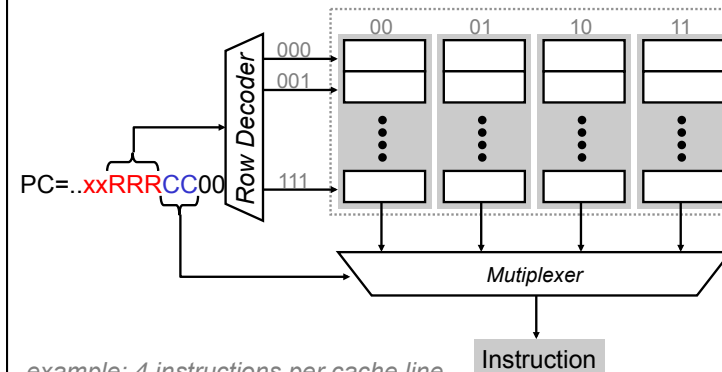 00 01 10 11
000
001
Row Decoder
PC=..xxRRRCC00
111
Mutiplexer
Instruction
example: 4 instructions per cache line